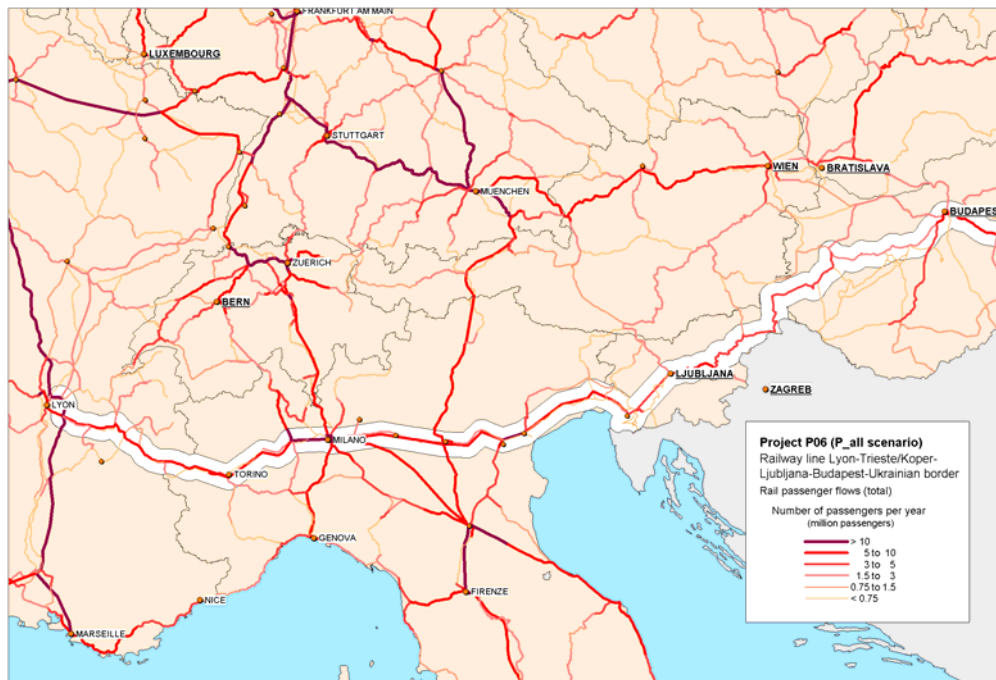 FRANKFURT AM MAIN
LUXEMBOURG
STUTTGART
WIEN
BRATISLAVA
MUENCHEN
BUDAPES
ZUERICH
BERN
LJUBLJANA
ZAGREB
LYON
MILANO
TORINO
GENOVA
NICE
FIRENZE
MARSEILLE
Project P06 (P_all scenario)
Railway line Lyon-Trieste/Koper-
Ljubljana-Budapest-Ukrainian border
Rail passenger flows (total)
Number of passengers per year
(million passengers)
> 10
5 to 10
3 to 5
1.5 to 3
0.75 to 1.5
< 0.75